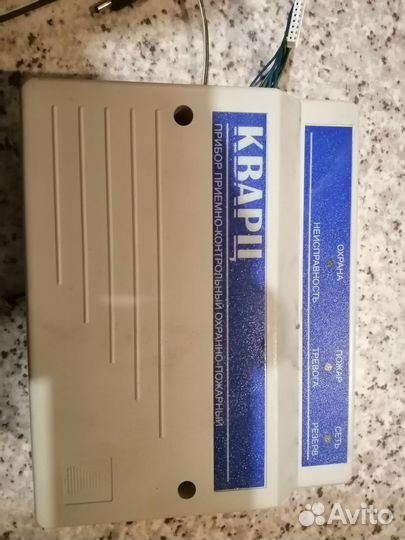 КВАРЦ
ПРИБОР ПРИЕМНО-КОНТРОЛЬНЫЙ ОХРАННО-ПОЖАРНЫЙ
ОХРАНА
НЕИСПРАВНОСТЬ
ПОЖАР
ТРЕВОГА
СЕТЬ
РЕЗЕРВ
Avito